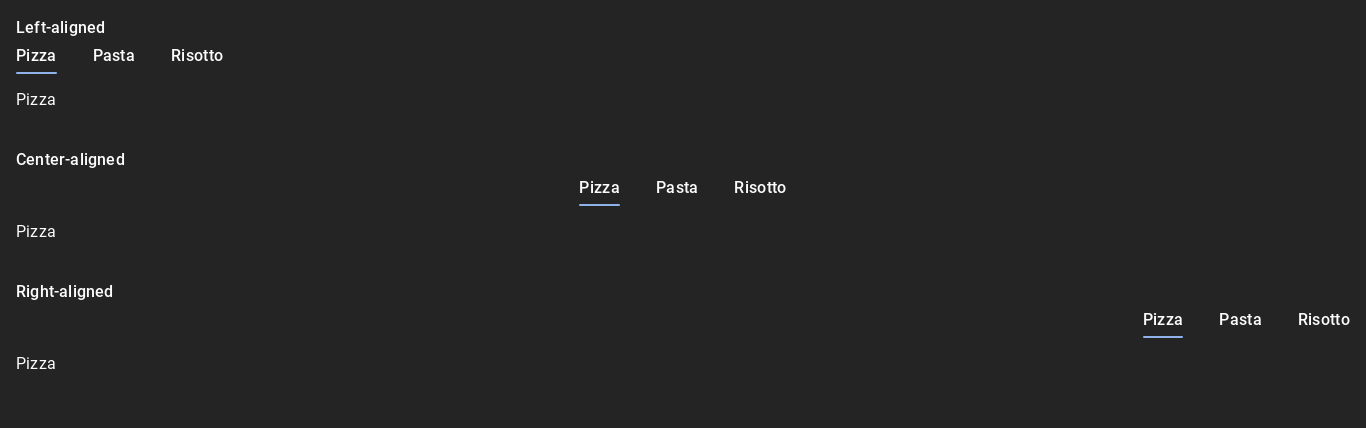 Left-aligned
Pizza Pasta Risotto
Pizza
Center-aligned
Pizza Pasta Risotto
Pizza
Right-aligned
Pizza Pasta Risotto
Pizza